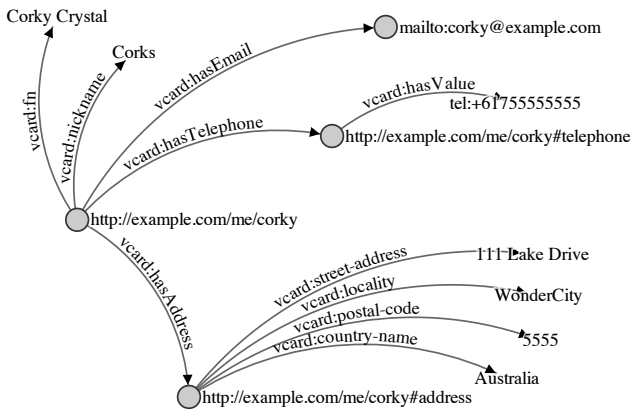 Corky Crystal
Corks
mailto:corky@example.com
vcard:hasEmail
vcard:hasValue
tel:+61755555555
vcard:fn
vcard:nickname
vcard:hasTelephone
http://example.com/me/corky#telephone
http://example.com/me/corky
vcard:hasAddress
vcard:street-address
111 Lake Drive
vcard:locality
WonderCity
vcard:postal-code
5555
vcard:country-name
Australia
http://example.com/me/corky#address